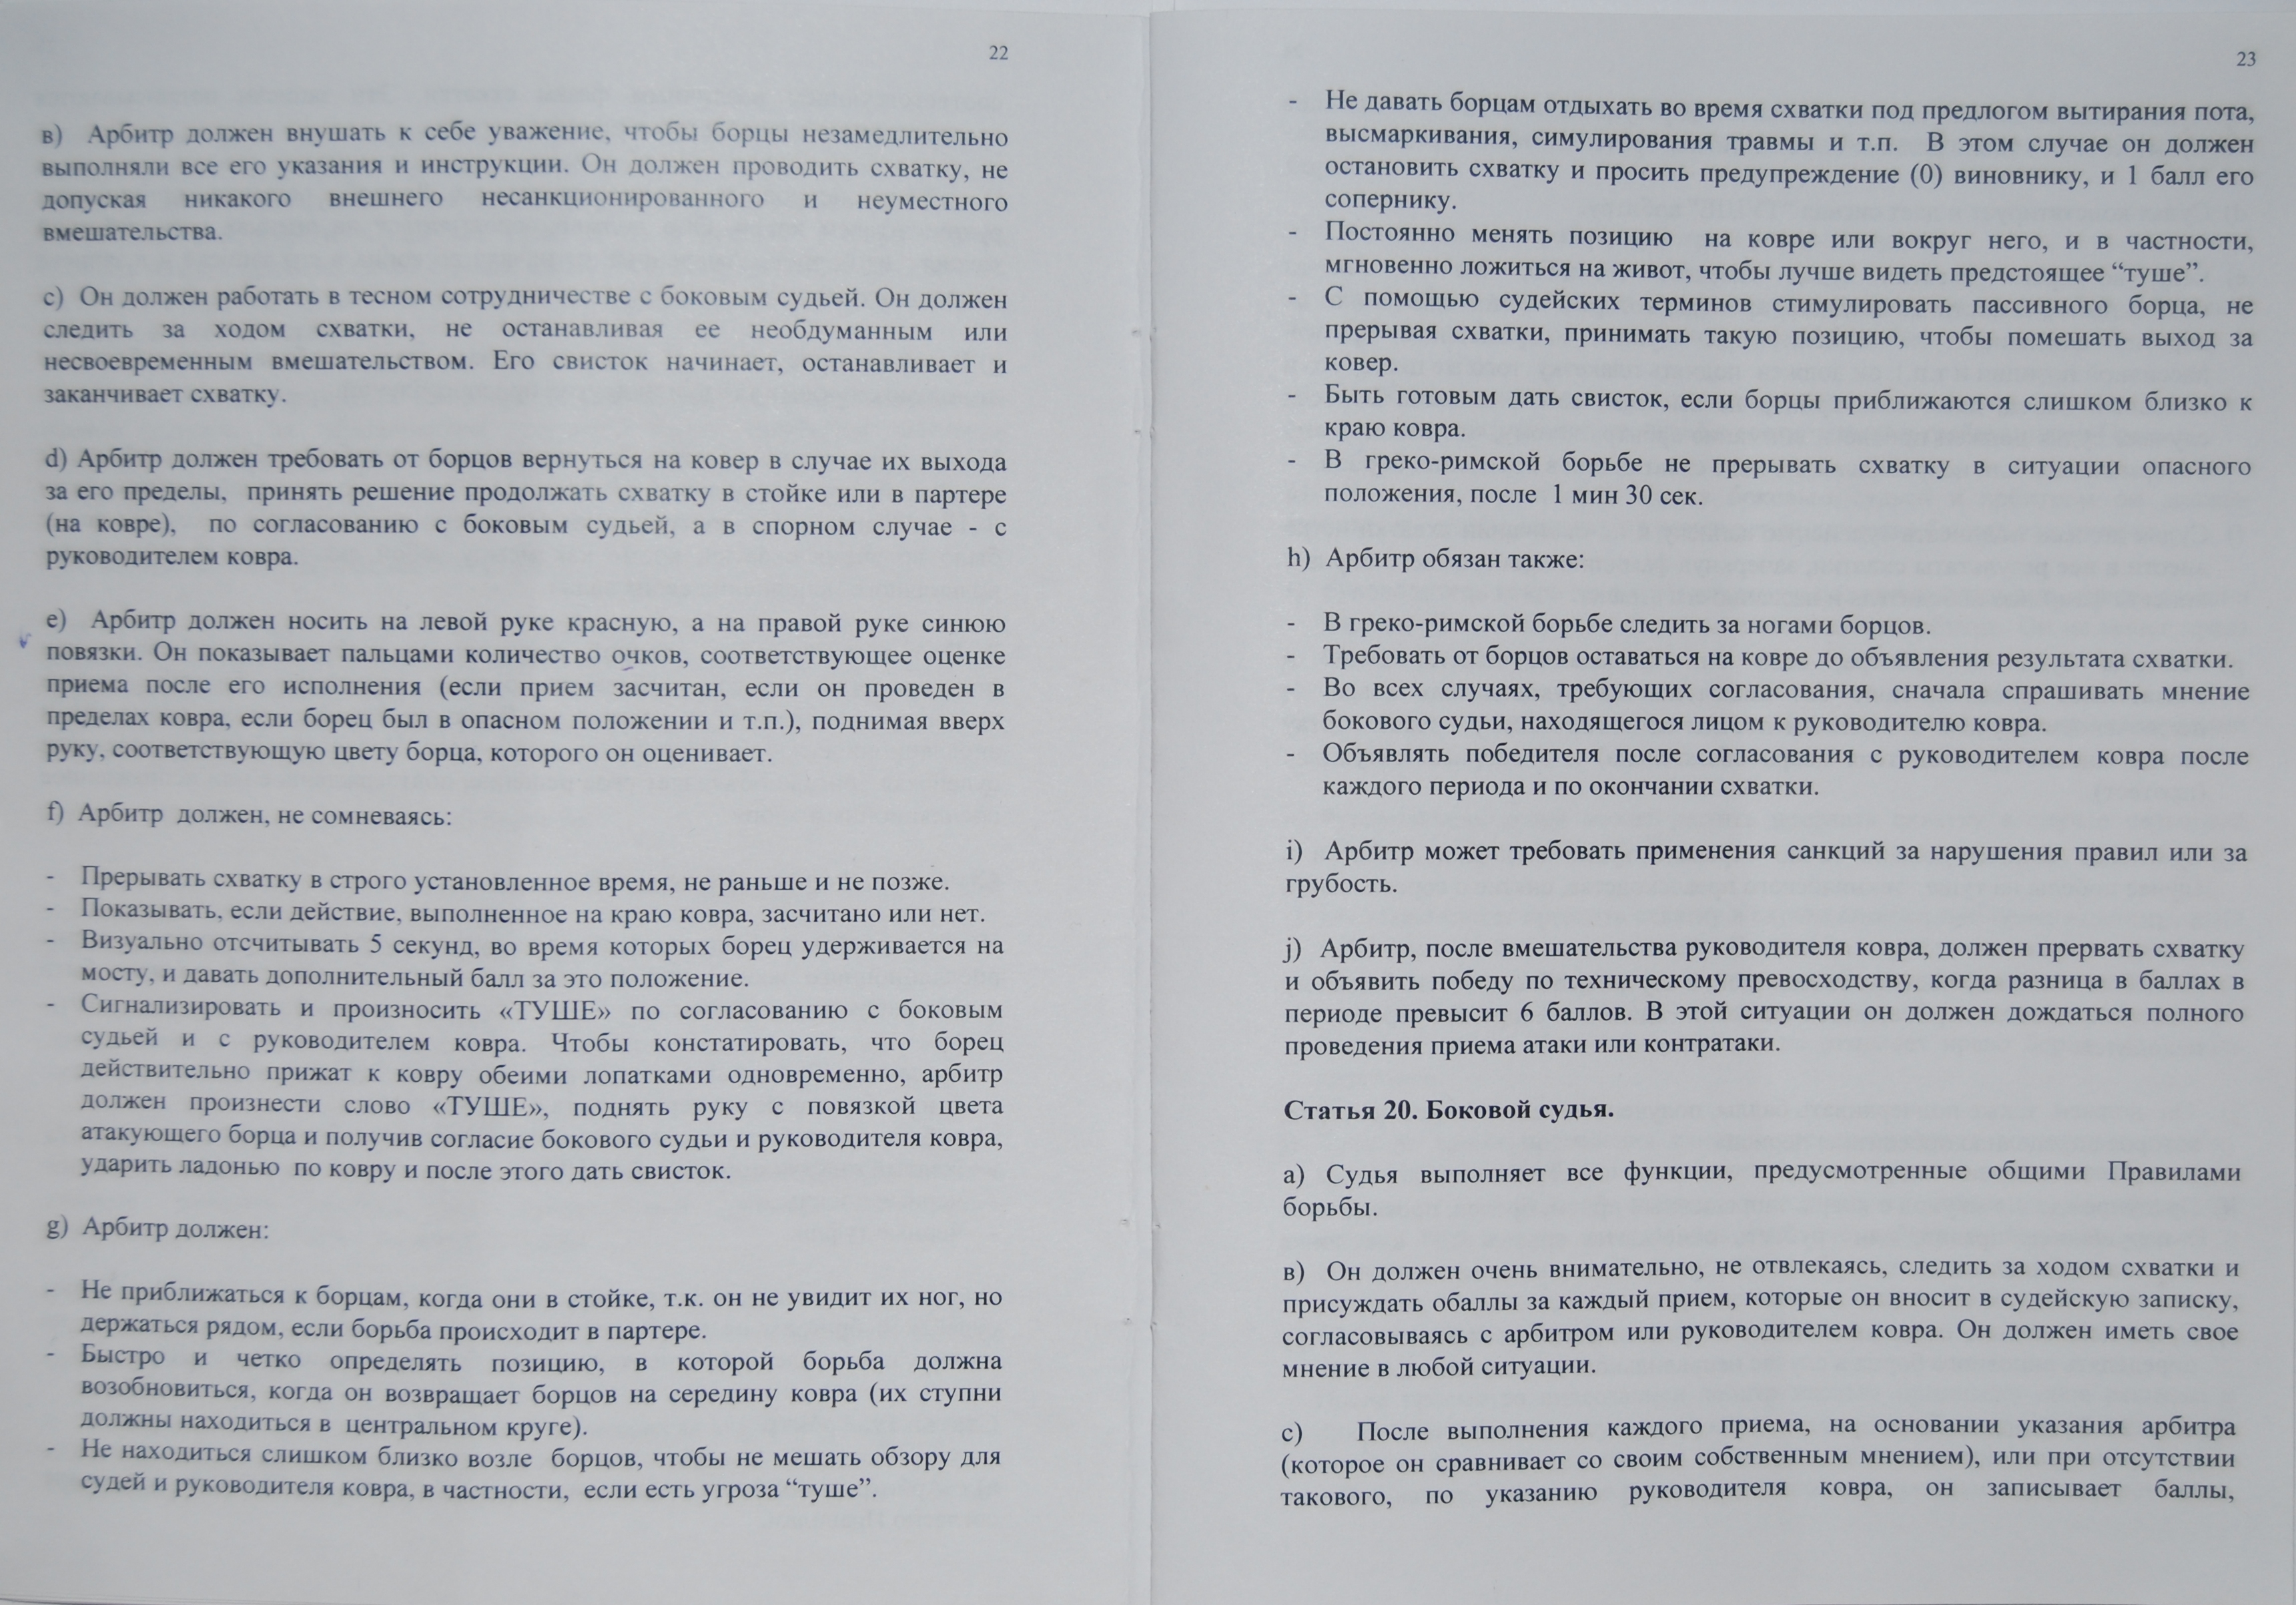 22
в) Арбитр должен внушать к себе уважение, чтобы борцы незамедлительно
выполняли все его указания и инструкции. Он должен проводить схватку, не
допуская никакого внешнего несанкционированного и неуместного
вмешательства.
с) Он должен работать в тесном сотрудничестве с боковым судьей. Он должен
следить за ходом схватки, не останавливая ее необдуманным или
несвоевременным вмешательством. Его свисток начинает, останавливает и
заканчивает схватку.
d) Арбитр должен требовать от борцов вернуться на ковер в случае их выхода
за его пределы, принять решение продолжать схватку в стойке или в партере
(на ковре), по согласованию с боковым судьей, а в спорном случае - с
руководителем ковра.
е) Арбитр должен носить на левой руке красную, а на правой руке синюю
повязки. Он показывает пальцами количество очков, соответствующее оценке
приема после его исполнения (если прием засчитан, если он проведен в
пределах ковра, если борец был в опасном положении и т.п.), поднимая вверх
руку, соответствующую цвету борца, которого он оценивает.
f) Арбитр должен, не сомневаясь:
- Прерывать схватку в строго установленное время, не раньше и не позже.
- Показывать, если действие, выполненное на краю ковра, засчитано или нет.
- Визуально отсчитывать 5 секунд, во время которых борец удерживается на
мосту, и давать дополнительный балл за это положение.
- Сигнализировать и произносить «ТУШЕ» по согласованию с боковым
судьей и с руководителем ковра. Чтобы констатировать, что борец
действительно прижат к ковру обеими лопатками одновременно, арбитр
должен произнести слово «ТУШЕ», поднять руку с повязкой цвета
атакующего борца и получив согласие бокового судьи и руководителя ковра,
ударить ладонью по ковру и после этого дать свисток.
g) Арбитр должен:
- Не приближаться к борцам, когда они в стойке, т.к. он не увидит их ног, но
держаться рядом, если борьба происходит в партере.
- Быстро и четко определять позицию, в которой борьба должна
возобновиться, когда он возвращает борцов на середину ковра (их ступни
должны находиться в центральном круге).
- Не находиться слишком близко возле борцов, чтобы не мешать обзору для
судей и руководителя ковра, в частности, если есть угроза “туше”.
23
- Не давать борцам отдыхать во время схватки под предлогом вытирания пота,
высмаркивания, симулирования травмы и т.п. В этом случае он должен
остановить схватку и просить предупреждение (0) виновнику, и 1 балл его
сопернику.
- Постоянно менять позицию на ковре или вокруг него, и в частности,
мгновенно ложиться на живот, чтобы лучше видеть предстоящее “туше”.
- С помощью судейских терминов стимулировать пассивного борца, не
прерывая схватки, принимать такую позицию, чтобы помешать выход за
ковер.
- Быть готовым дать свисток, если борцы приближаются слишком близко к
краю ковра.
- В греко-римской борьбе не прерывать схватку в ситуации опасного
положения, после 1 мин 30 сек.
h) Арбитр обязан также:
- В греко-римской борьбе следить за ногами борцов.
- Требовать от борцов оставаться на ковре до объявления результата схватки.
- Во всех случаях, требующих согласования, сначала спрашивать мнение
бокового судьи, находящегося лицом к руководителю ковра.
- Объявлять победителя после согласования с руководителем ковра после
каждого периода и по окончании схватки.
i) Арбитр может требовать применения санкций за нарушения правил или за
грубость.
j) Арбитр, после вмешательства руководителя ковра, должен прервать схватку
и объявить победу по техническому превосходству, когда разница в баллах в
периоде превысит 6 баллов. В этой ситуации он должен дождаться полного
проведения приема атаки или контратаки.
Статья 20. Боковой судья.
а) Судья выполняет все функции, предусмотренные общими Правилами
борьбы.
в) Он должен очень внимательно, не отвлекаясь, следить за ходом схватки и
присуждать обаллы за каждый прием, которые он вносит в судейскую записку,
согласовываясь с арбитром или руководителем ковра. Он должен иметь свое
мнение в любой ситуации.
с) После выполнения каждого приема, на основании указания арбитра
(которое он сравнивает со своим собственным мнением), или при отсутствии
такового, по указанию руководителя ковра, он записывает баллы,